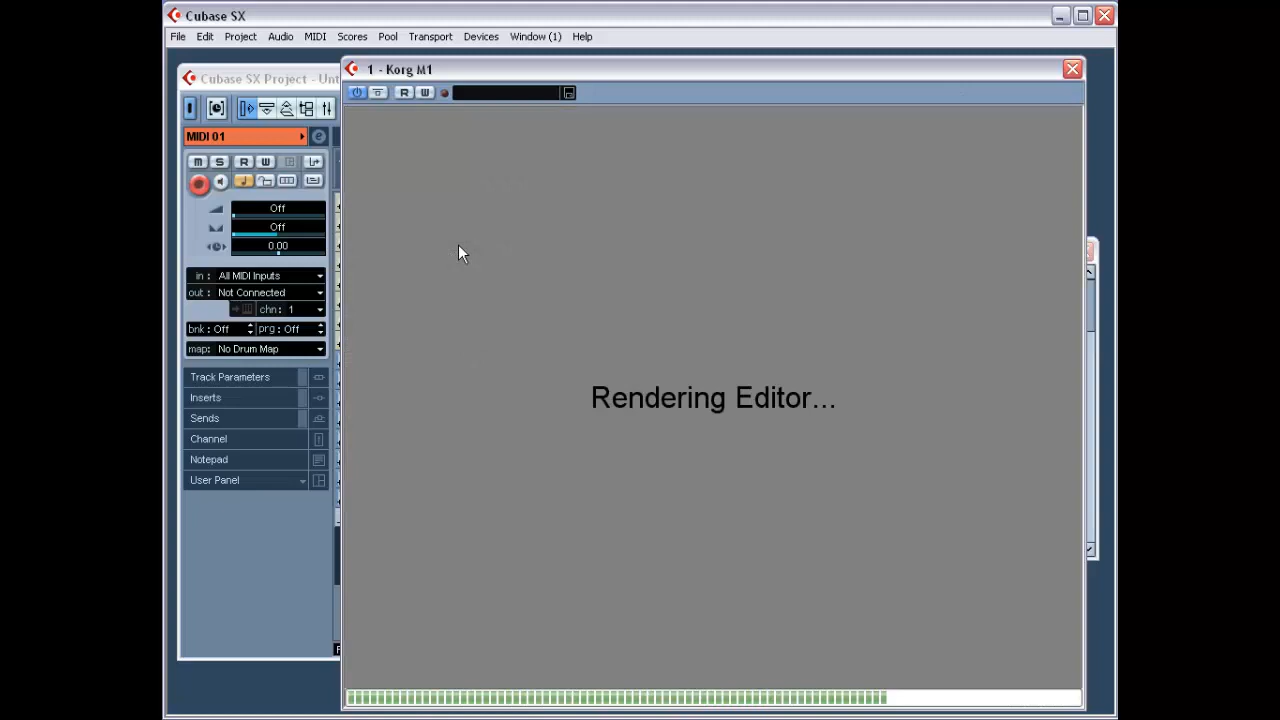 Cubase SX
File Edit Project Audio MIDI Scores Pool Transport Devices Window (1) Help
1 - Korg M1
Cubase SX Project - Unt
R W
MIDI 01
m S R W
Off
Off
0.00
in : All MIDI Inputs
out : Not Connected
chn: 1
bnk : Off prg : Off
map: No Drum Map
Track Parameters
Inserts
Sends
Channel
Notepad
User Panel
Rendering Editor...